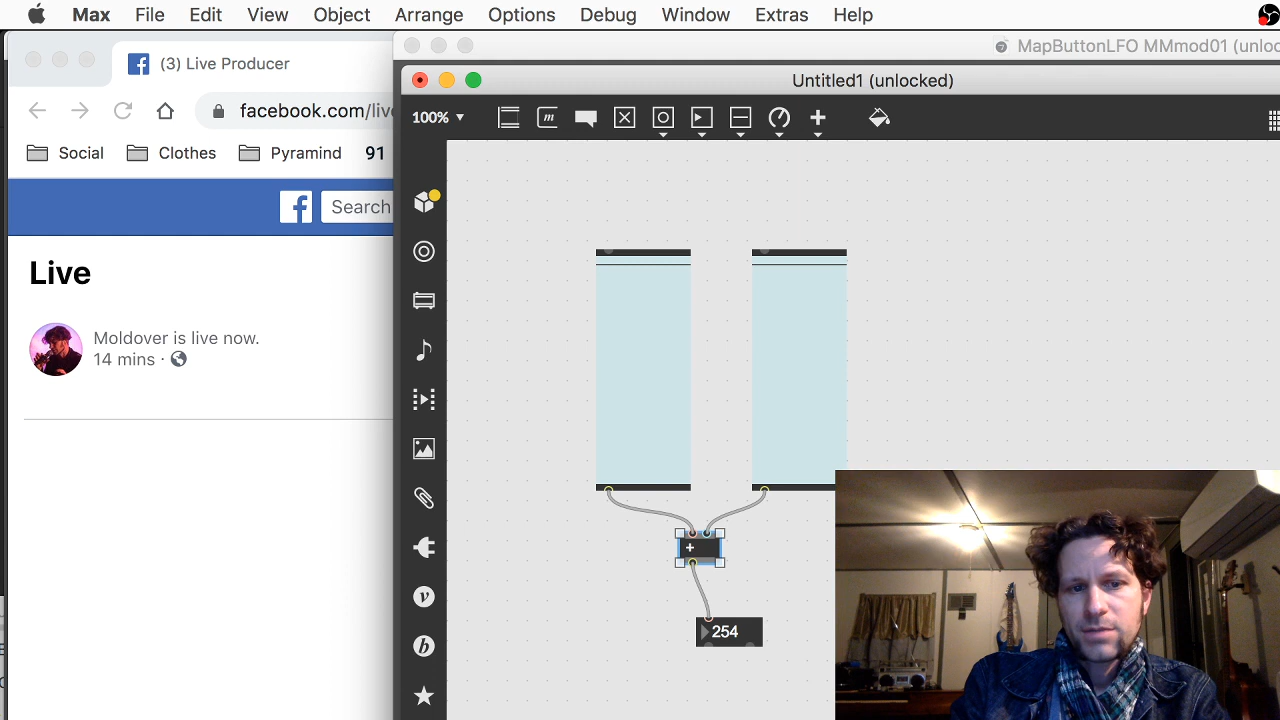 Max File Edit View Object Arrange Options Debug Window Extras Help
(3) Live Producer
MapButtonLFO MMmod01 (unloc
Untitled1 (unlocked)
facebook.com/liv
100%
m
Social Clothes Pyramind 91
f Search
Live
Moldover is live now.
14 mins ·
+
254
v
b